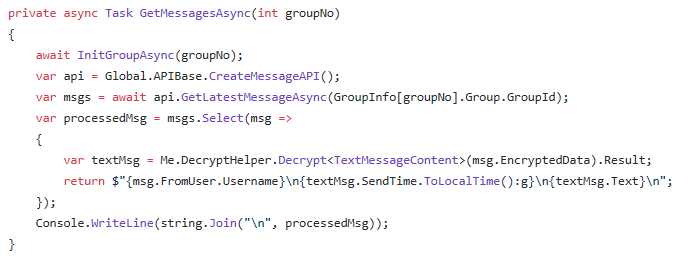 private async Task GetMessagesAsync(int groupNo)
{
    await InitGroupAsync(groupNo);
    var api = Global.APIBase.CreateMessageAPI();
    var msgs = await api.GetLatestMessageAsync(GroupInfo[groupNo].Group.GroupId);
    var processedMsg = msgs.Select(msg =>
    {
        var textMsg = Me.DecryptHelper.Decrypt<TextMessageContent>(msg.EncryptedData).Result;
        return $"{msg.FromUser.Username}\n{textMsg.SendTime.ToLocalTime():g}\n{textMsg.Text}\n";
    });
    Console.WriteLine(string.Join("\n", processedMsg));
}